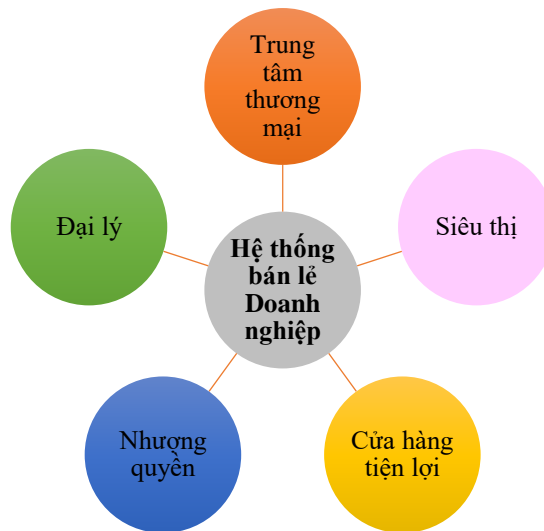 Trung
tâm
thương
mại
Đại lý
Siêu thị
Hệ thống
bán lẻ
Doanh
nghiệp
Nhượng
quyền
Cửa hàng
tiện lợi